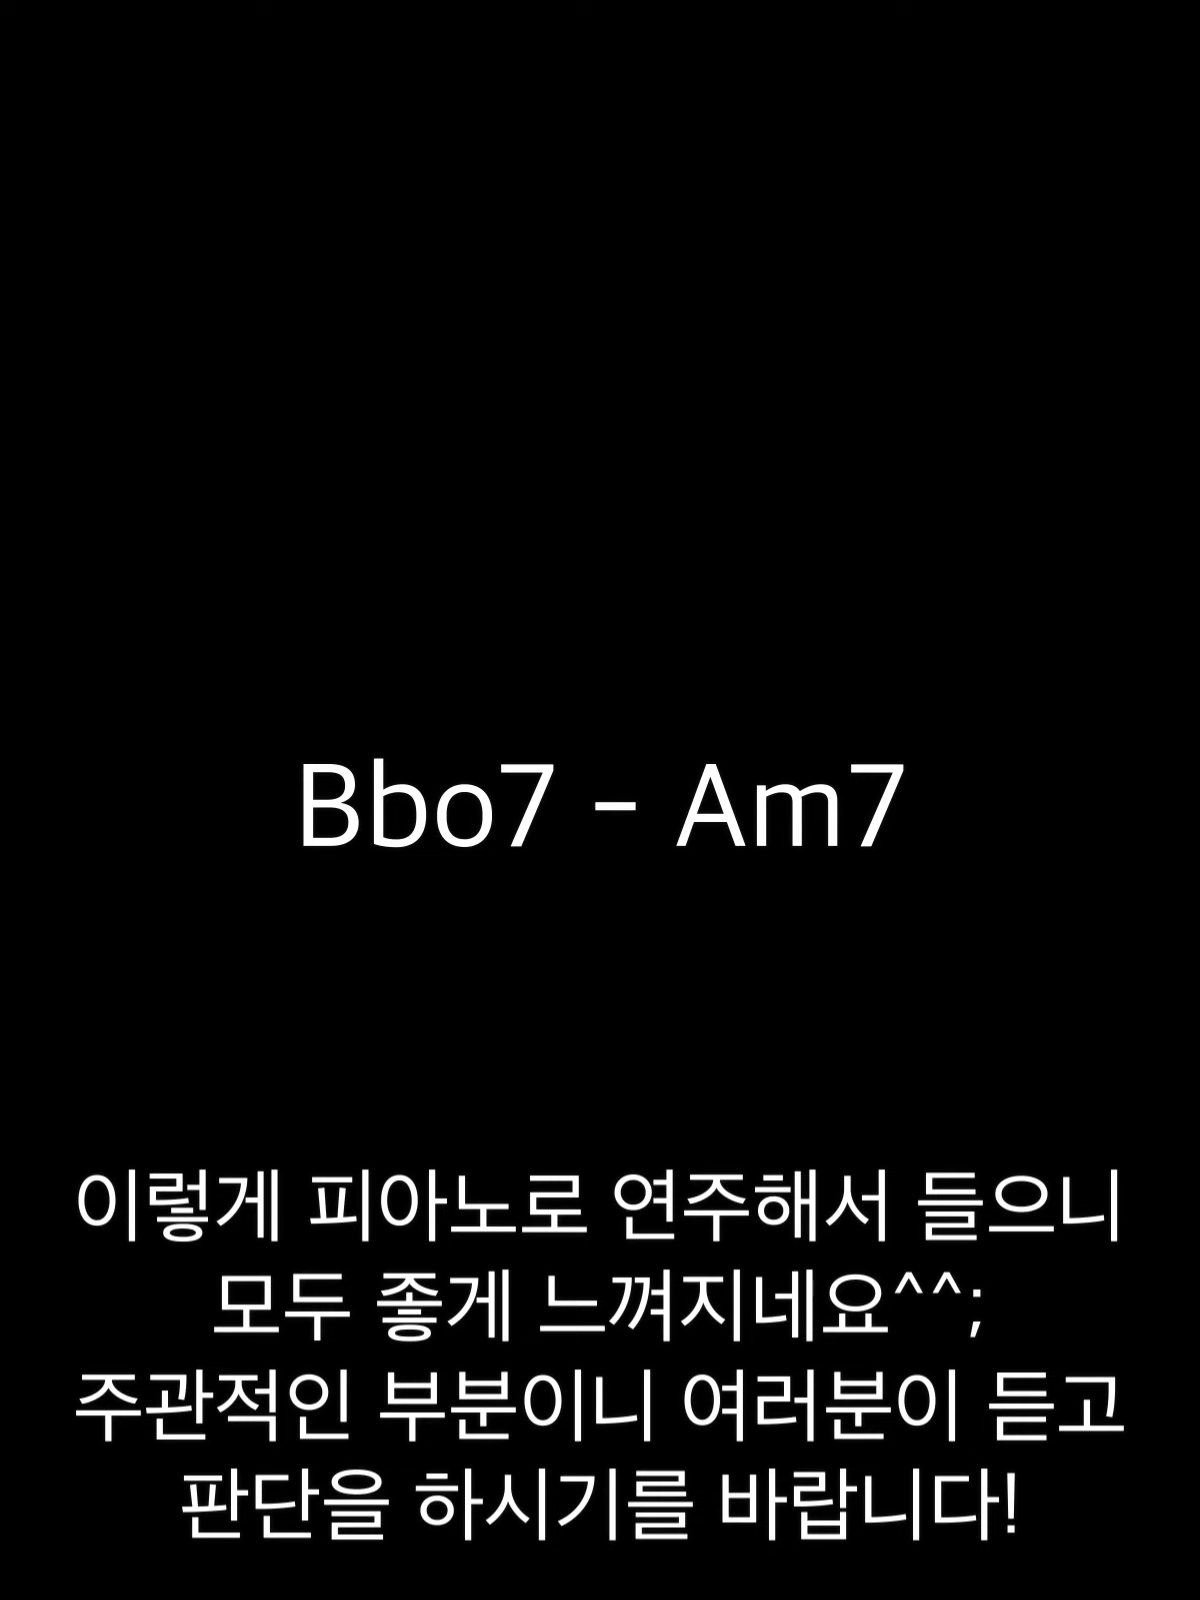 Bbo7 - Am7
이렇게 피아노로 연주해서 들으니
모두 좋게 느껴지네요^^;
주관적인 부분이니 여러분이 듣고
판단을 하시기를 바랍니다!